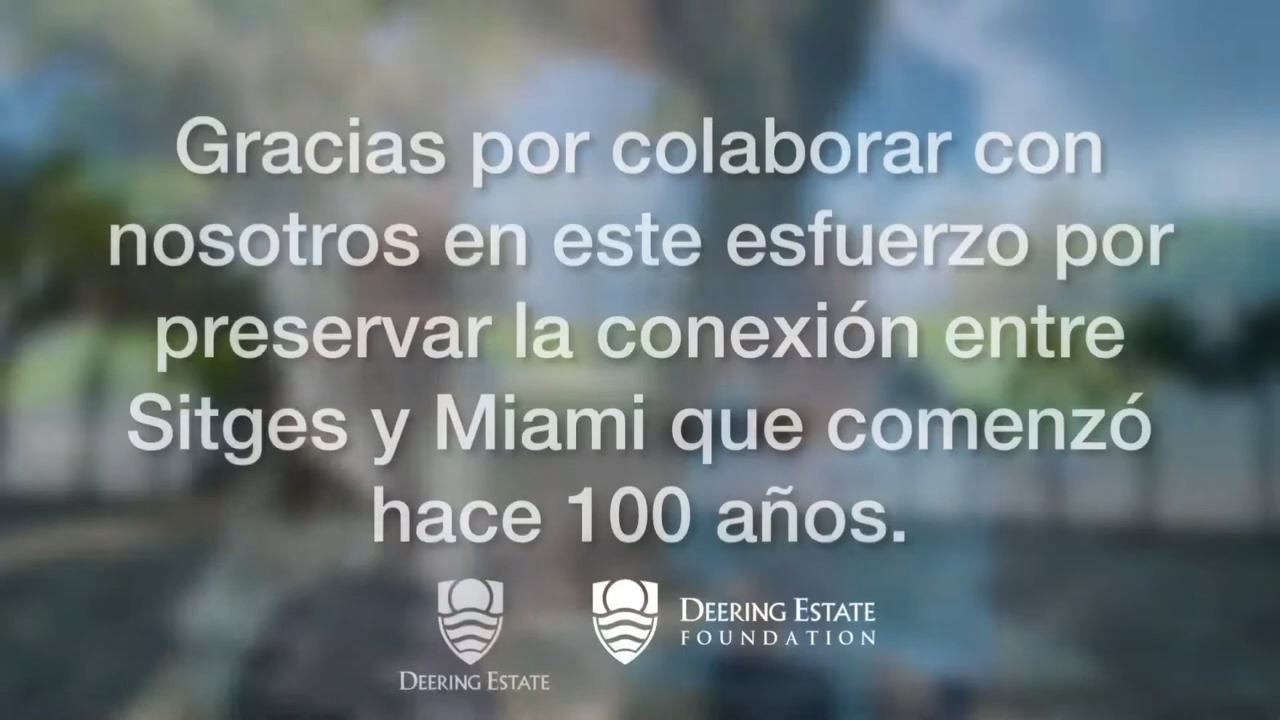 Gracias por colaborar con
nosotros en este esfuerzo por
preservar la conexión entre
Sitges y Miami que comenzó
hace 100 años.
DEERING ESTATE
FOUNDATION
DEERING ESTATE